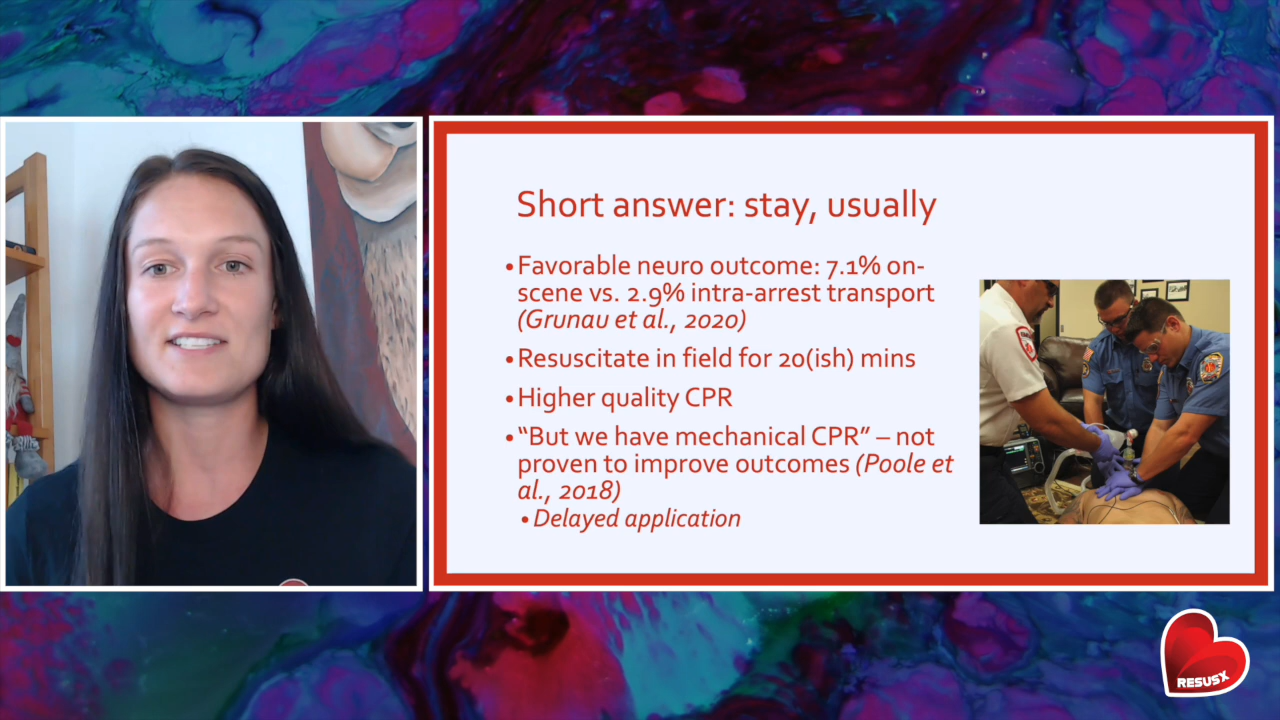 Short answer: stay, usually
•Favorable neuro outcome: 7.1% on-
scene vs. 2.9% intra-arrest transport
(Grunau et al., 2020)
•Resuscitate in field for 20(ish) mins
•Higher quality CPR
•“But we have mechanical CPR” – not
proven to improve outcomes (Poole et
al., 2018)
•Delayed application
RESUSX